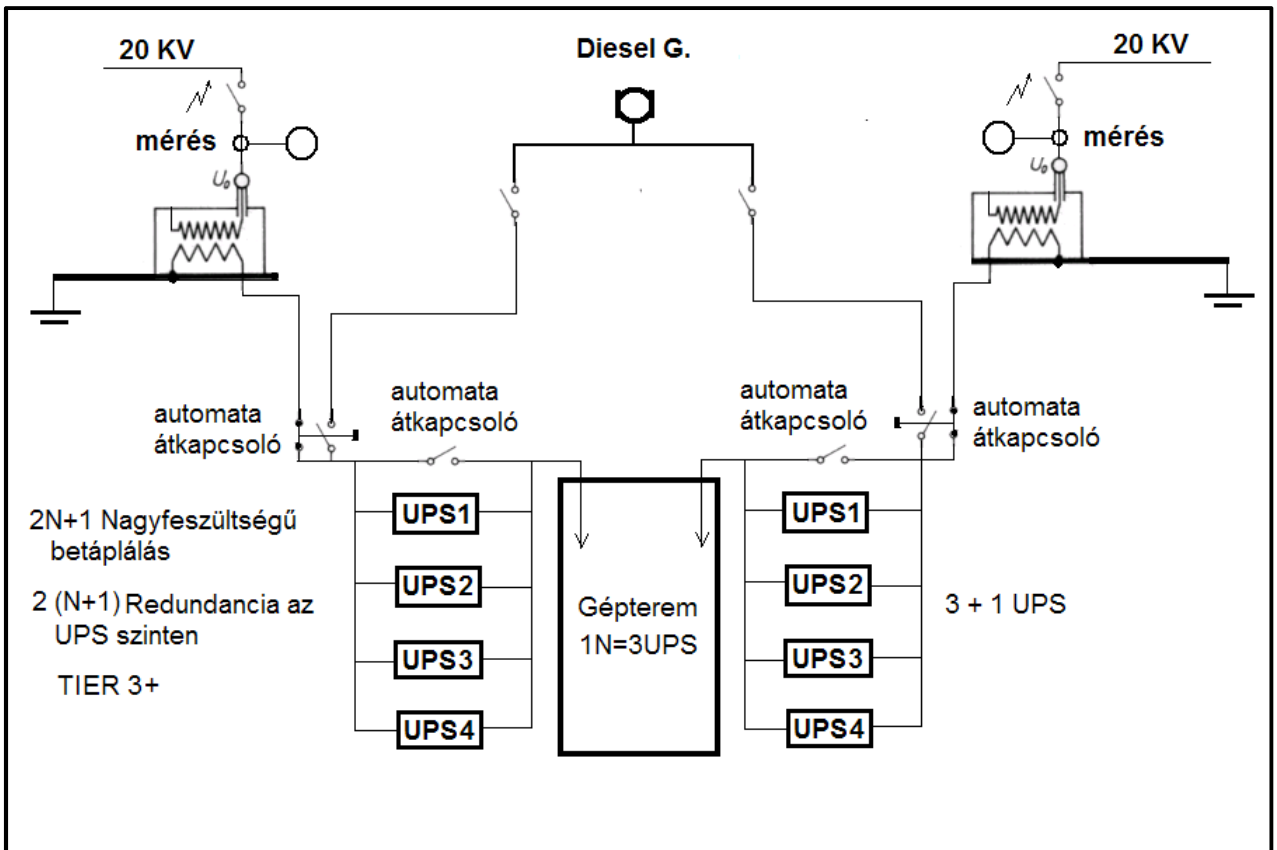 20 KV
Diesel G.
20 KV
mérés
mérés
U₀
U₀
automata
átkapcsoló
automata
átkapcsoló
automata
átkapcsoló
automata
átkapcsoló
2N+1 Nagyfeszültségű
betáplálás
2 (N+1) Redundancia az
UPS szinten
TIER 3+
UPS1
UPS2
UPS3
UPS4
Gépterem
1N=3UPS
UPS1
UPS2
UPS3
UPS4
3 + 1 UPS